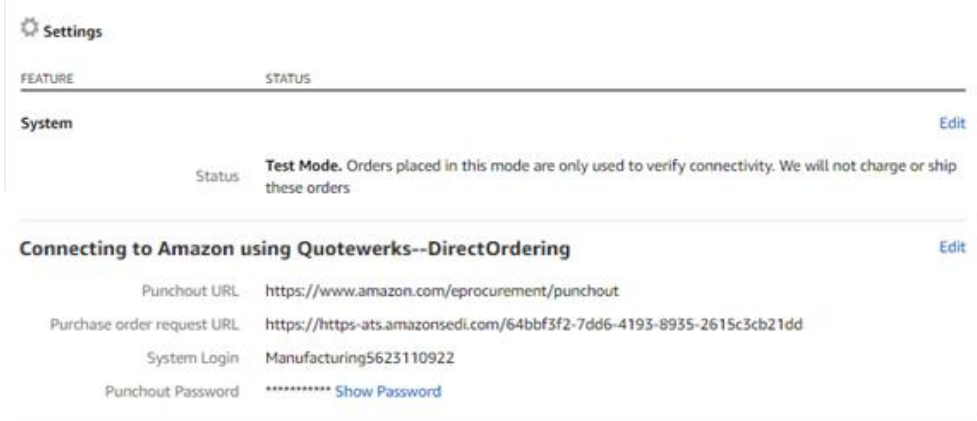 Settings
FEATURE STATUS
System Edit
Status Test Mode. Orders placed in this mode are only used to verify connectivity. We will not charge or ship
these orders
Connecting to Amazon using Quotewerks--DirectOrdering Edit
Punchout URL https://www.amazon.com/eprocurement/punchout
Purchase order request URL https://https-ats.amazonsedi.com/64bbf3f2-7dd6-4193-8935-2615c3cb21dd
System Login Manufacturing5623110922
Punchout Password *********** Show Password